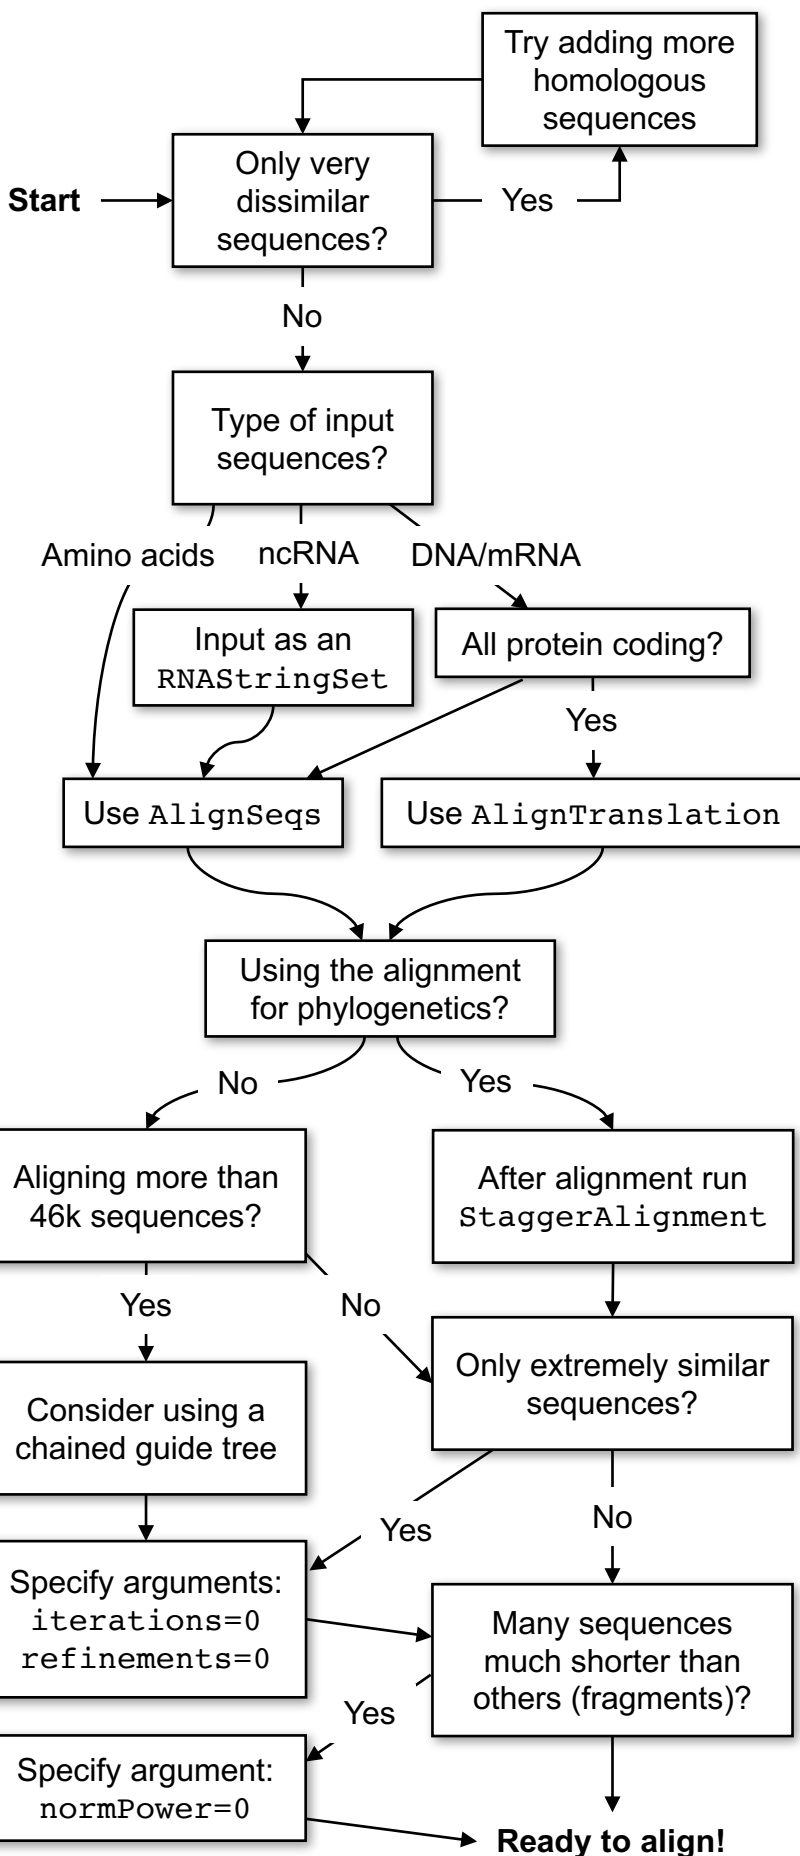 Try adding more
homologous
sequences
Only very
dissimilar
sequences?
Start
Yes
No
Type of input
sequences?
Amino acids
ncRNA
DNA/mRNA
Input as an
RNAStringSet
All protein coding?
Yes
Use AlignSeqs
Use AlignTranslation
Using the alignment
for phylogenetics?
No
Yes
Aligning more than
46k sequences?
After alignment run
StaggerAlignment
Yes
No
Only extremely similar
sequences?
Consider using a
chained guide tree
Yes
No
Specify arguments:
iterations=0
refinements=0
Many sequences
much shorter than
others (fragments)?
Yes
Specify argument:
normPower=0
Ready to align!